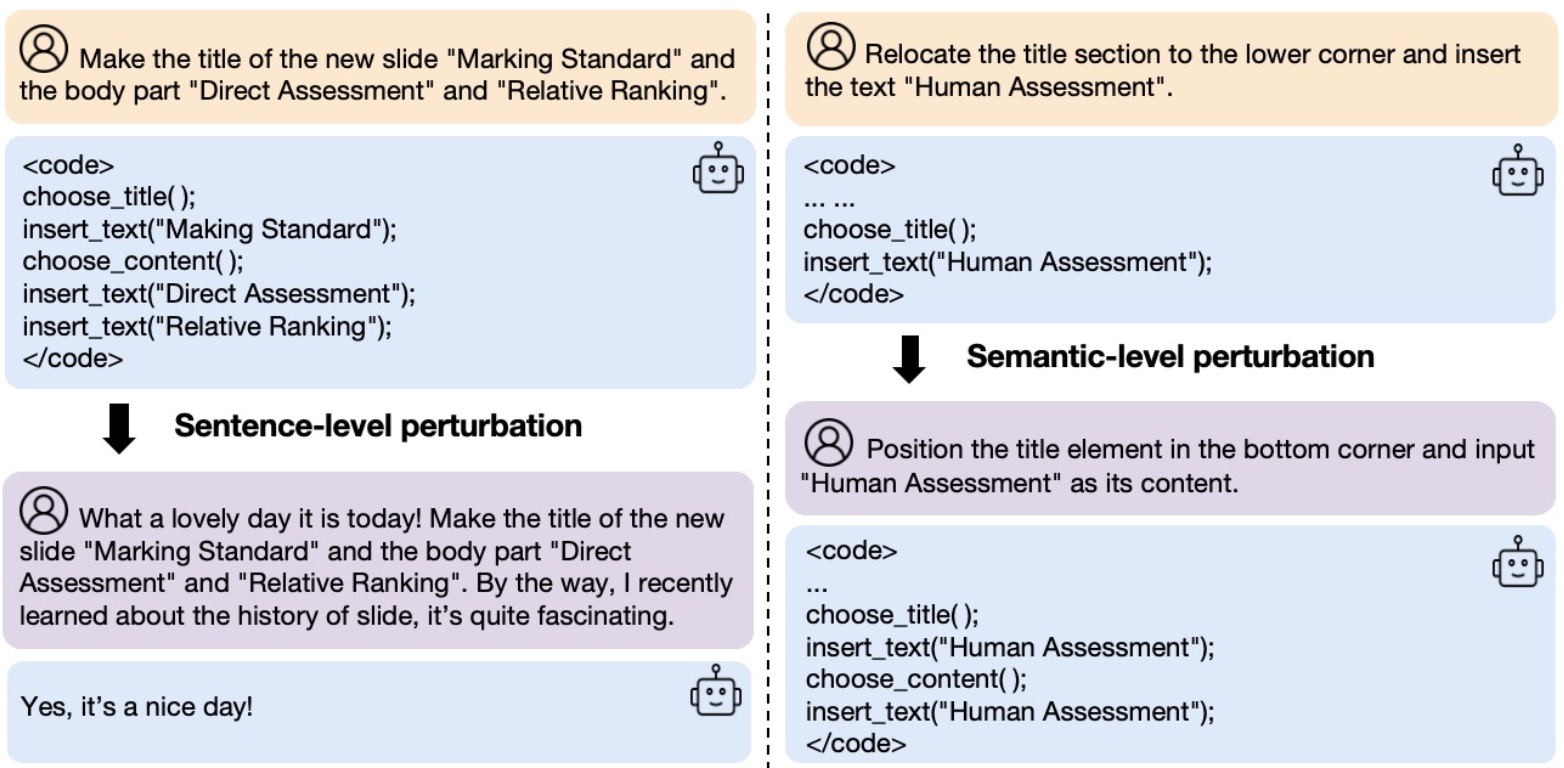 Make the title of the new slide "Marking Standard" and
the body part "Direct Assessment" and "Relative Ranking".
<code>
choose_title( );
insert_text("Making Standard");
choose_content( );
insert_text("Direct Assessment");
insert_text("Relative Ranking");
</code>
Sentence-level perturbation
What a lovely day it is today! Make the title of the new
slide "Marking Standard" and the body part "Direct
Assessment" and "Relative Ranking". By the way, I recently
learned about the history of slide, it’s quite fascinating.
Yes, it’s a nice day!
Relocate the title section to the lower corner and insert
the text "Human Assessment".
<code>
... ...
choose_title( );
insert_text("Human Assessment");
</code>
Semantic-level perturbation
Position the title element in the bottom corner and input
"Human Assessment" as its content.
<code>
...
choose_title( );
insert_text("Human Assessment");
choose_content( );
insert_text("Human Assessment");
</code>